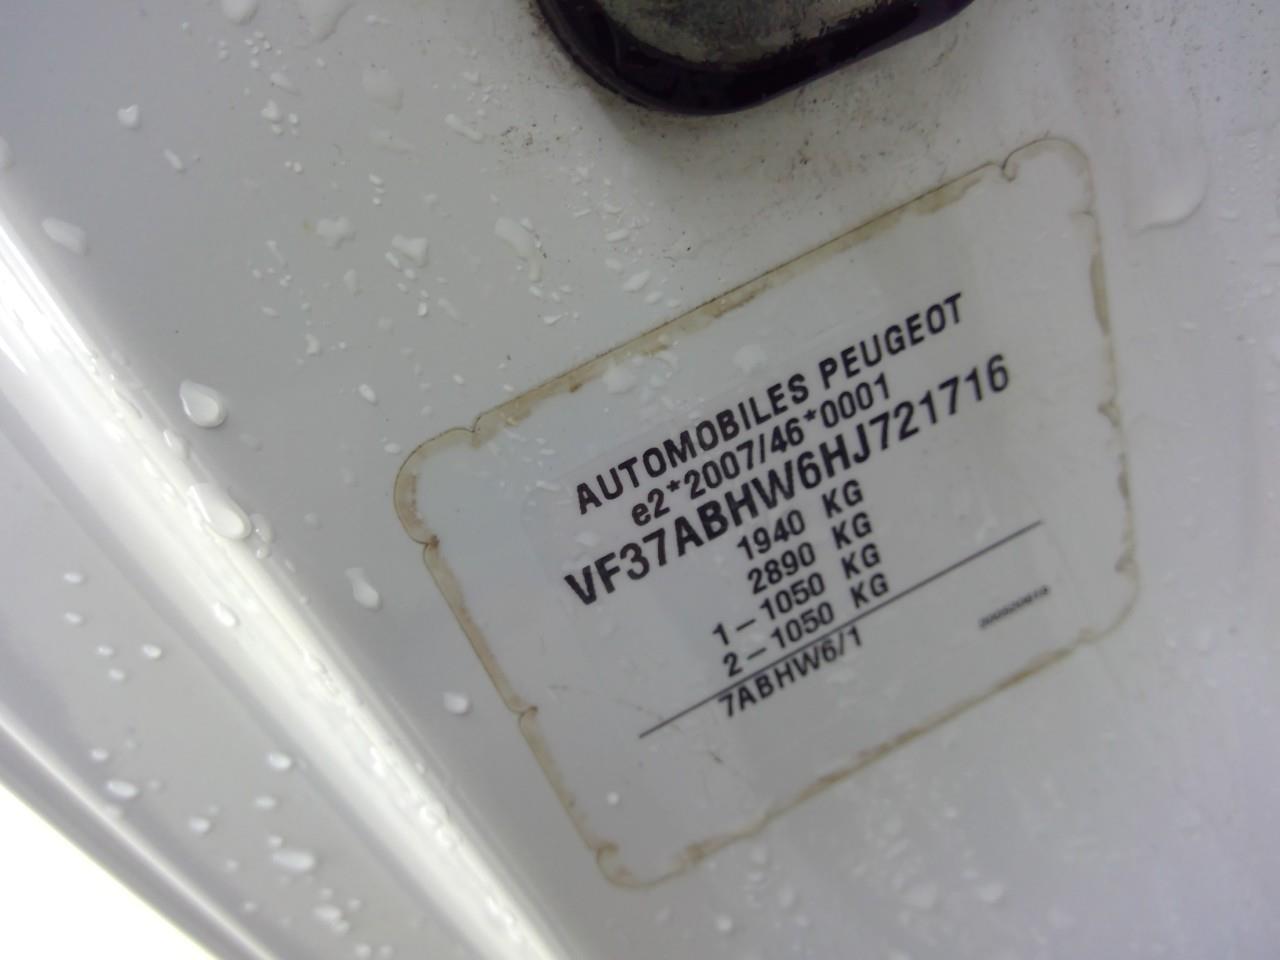 AUTOMOBILES PEUGEOT
e2*2007/46*0001
VF37ABHW6HJ721716
1940 KG
2890 KG
1–1050 KG
2–1050 KG
7ABHW6/1